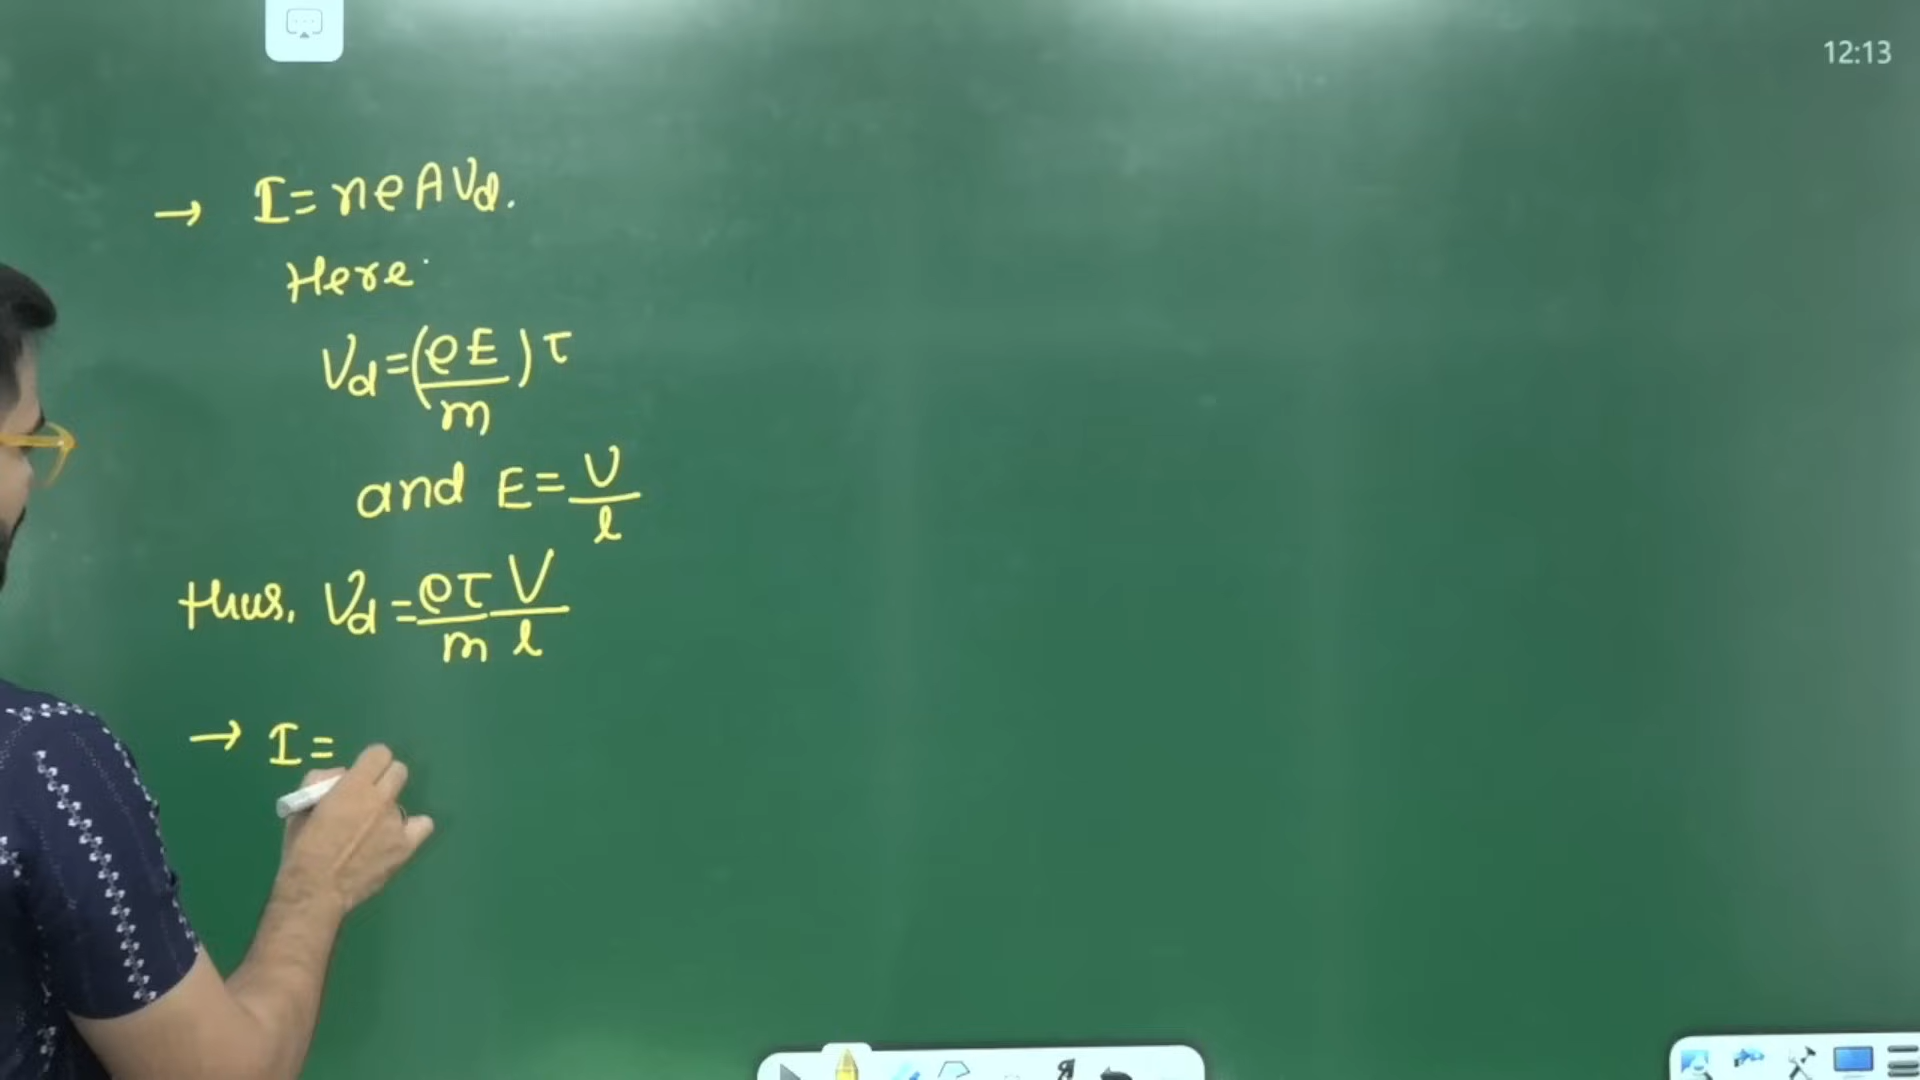 12:13
→ I = neAVd.
Here
Vd = (eE/m)τ
and E = V/l
thus, Vd = eτ/m V/l
→ I =